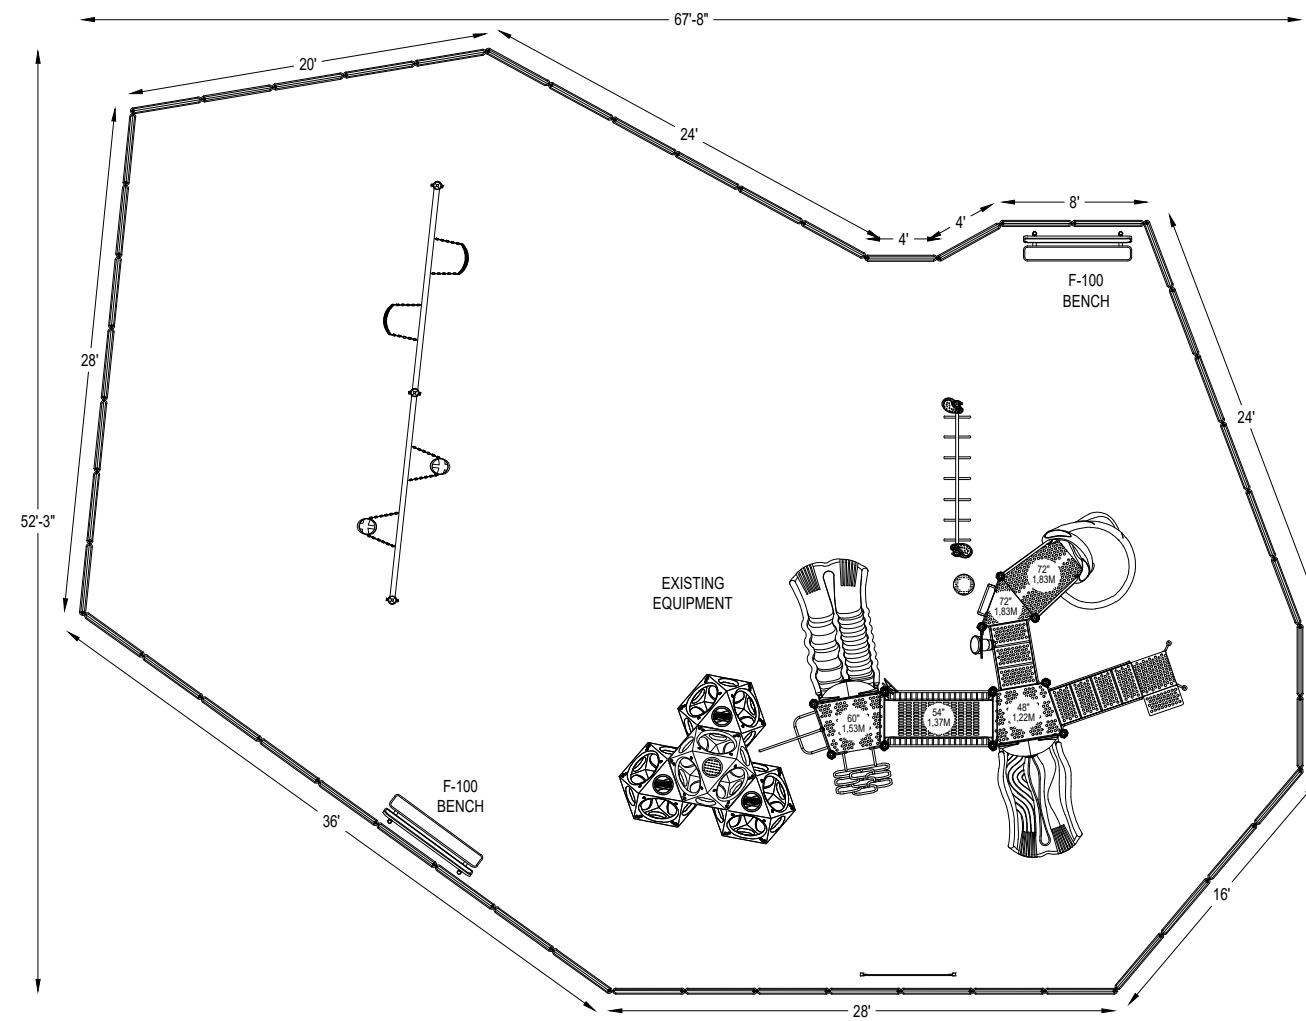 67'-8"
20'
24'
4'
4'
8'
F-100
BENCH
28'
24'
52'-3"
EXISTING
EQUIPMENT
72"
1,83M
72"
1,83M
60"
1,53M
54"
1,37M
48"
1,22M
F-100
BENCH
36'
16'
28'